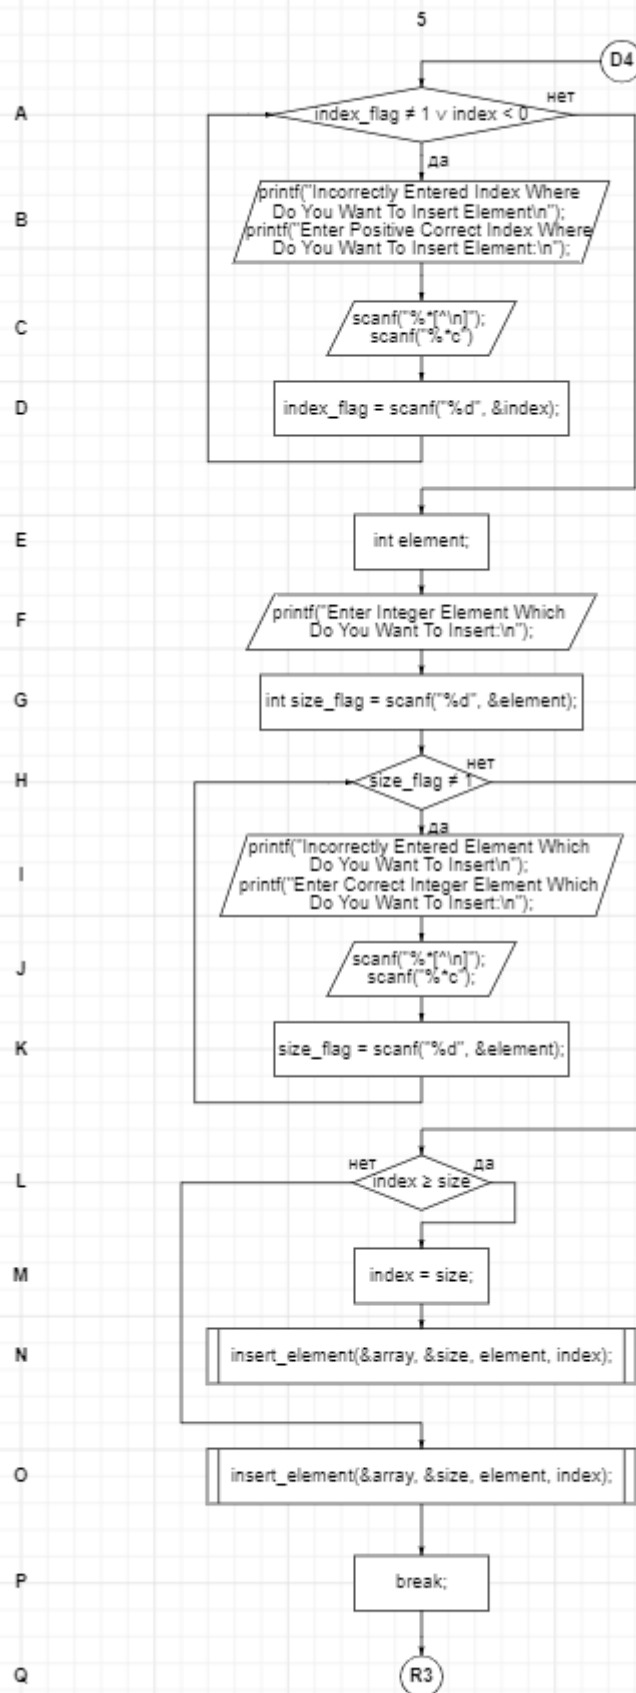 5
D4
A
index_flag ≠ 1 ∨ index < 0
нет
да
B
printf("Incorrectly Entered Index Where
Do You Want To Insert Element\n");
printf("Enter Positive Correct Index Where
Do You Want To Insert Element:\n");
C
scanf("%*[^\n]");
scanf("%*c")
D
index_flag = scanf("%d", &index);
E
int element;
F
printf("Enter Integer Element Which
Do You Want To Insert:\n");
G
int size_flag = scanf("%d", &element);
H
size_flag ≠ 1
нет
да
I
printf("Incorrectly Entered Element Which
Do You Want To Insert\n");
printf("Enter Correct Integer Element Which
Do You Want To Insert:\n");
J
scanf("%*[^\n]");
scanf("%*c");
K
size_flag = scanf("%d", &element);
L
нет
да
index ≥ size
M
index = size;
N
insert_element(&array, &size, element, index);
O
insert_element(&array, &size, element, index);
P
break;
Q
R3